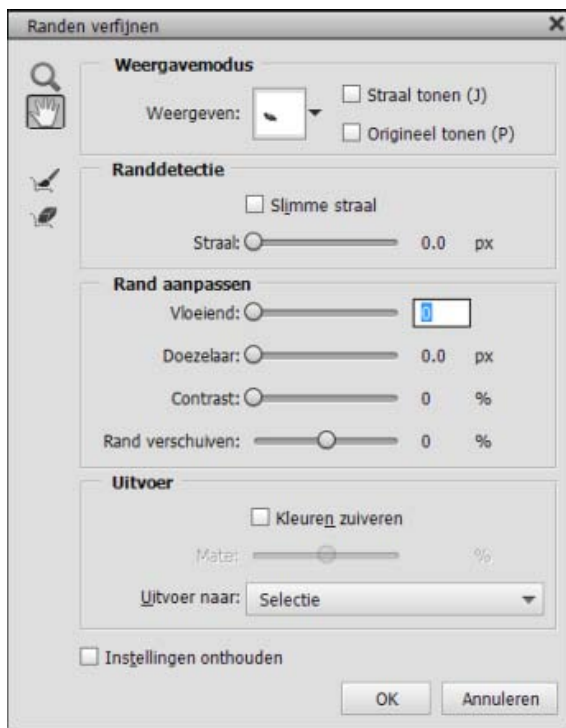 Randen verfijnen
Weergavemodus
Weergeven:
Straal tonen (J)
Origineel tonen (P)
Randdetectie
Slimme straal
Straal: 0.0 px
Rand aanpassen
Vloeiend: 0
Doezelaar: 0.0 px
Contrast: 0 %
Rand verschuiven: 0 %
Uitvoer
Kleuren zuiveren
Mate: %
Uitvoer naar: Selectie
Instellingen onthouden
OK Annuleren